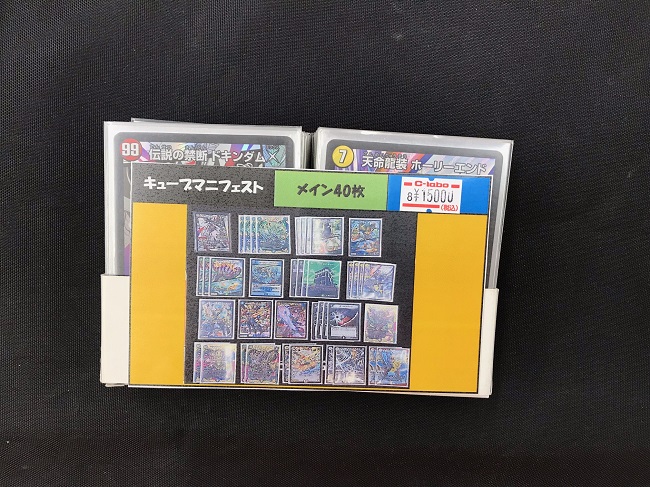 99 伝説の禁断 ドキンダムX
7 天命龍装 ホーリーエンド
キューブマニフェスト
メイン40枚
C-labo
¥15000
(税込)